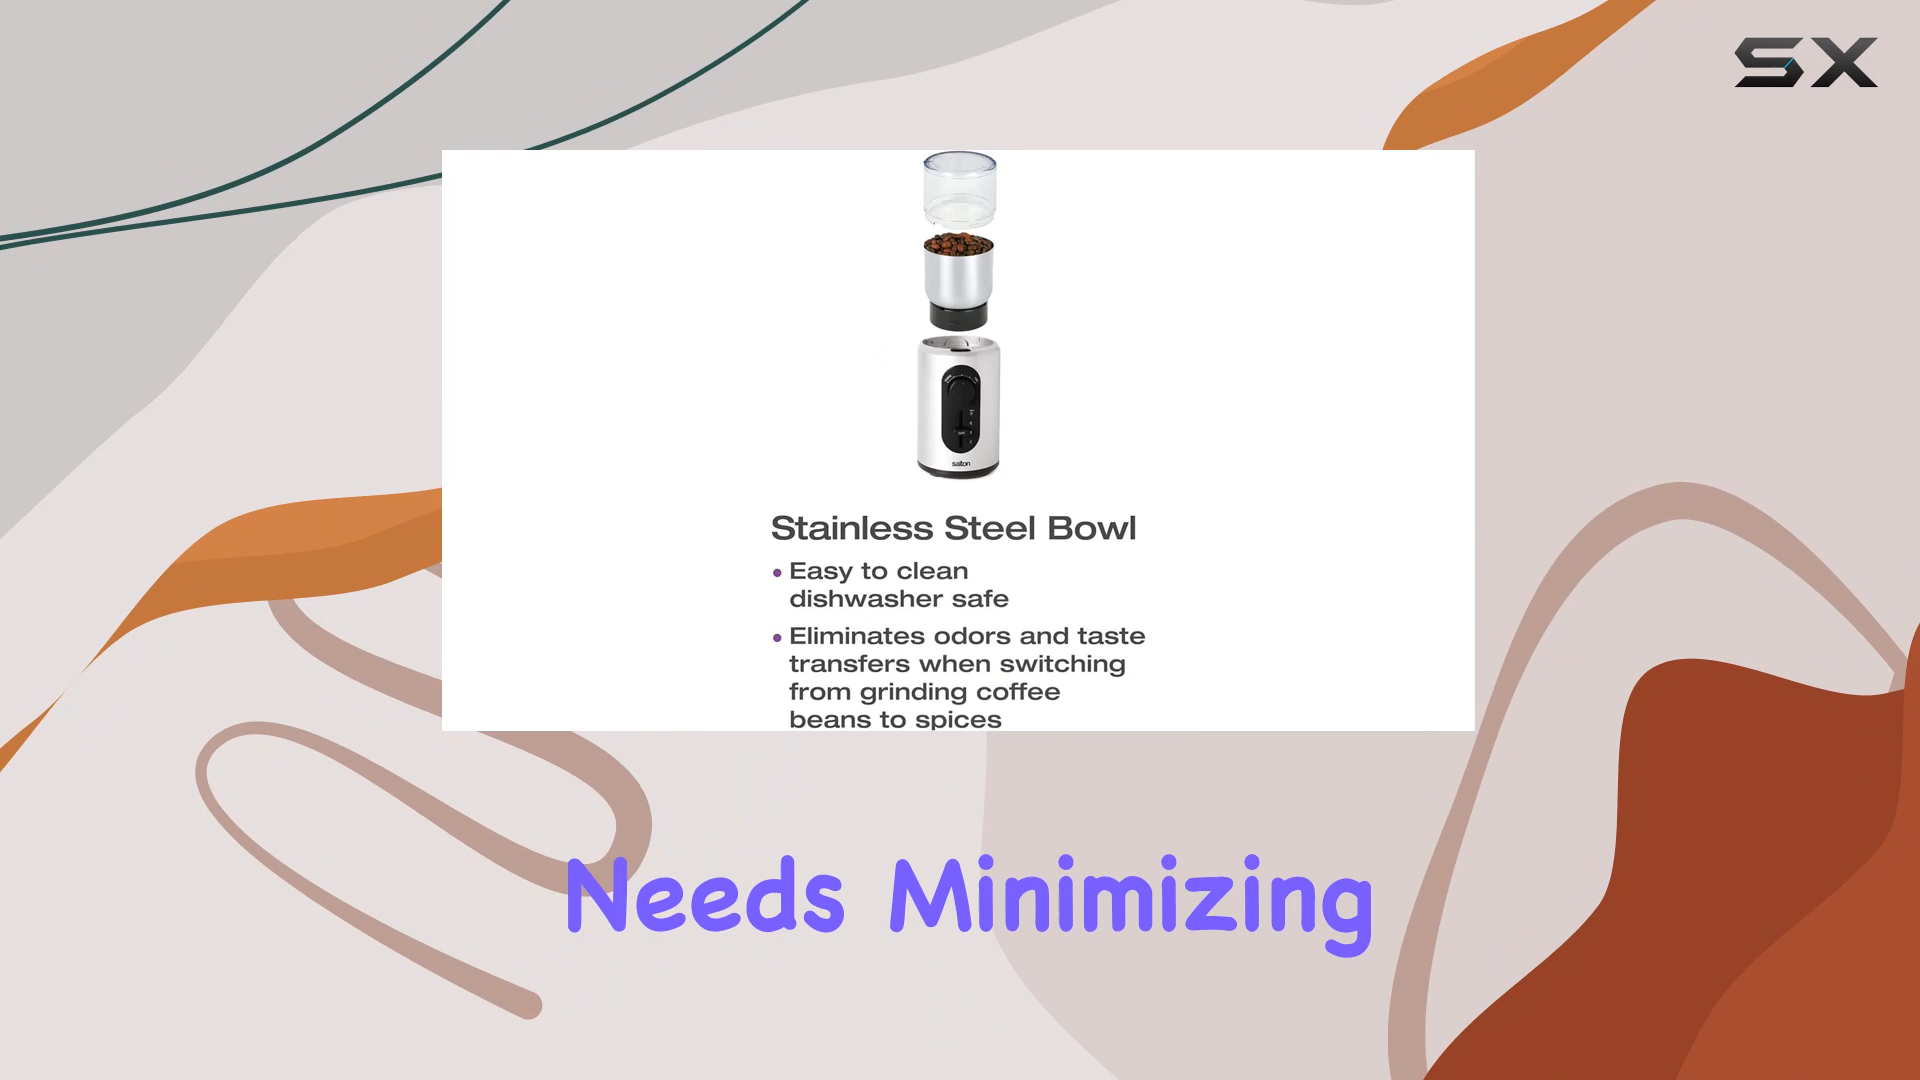 SX
salton
Stainless Steel Bowl
• Easy to clean
dishwasher safe
• Eliminates odors and taste
transfers when switching
from grinding coffee
beans to spices
Needs Minimizing